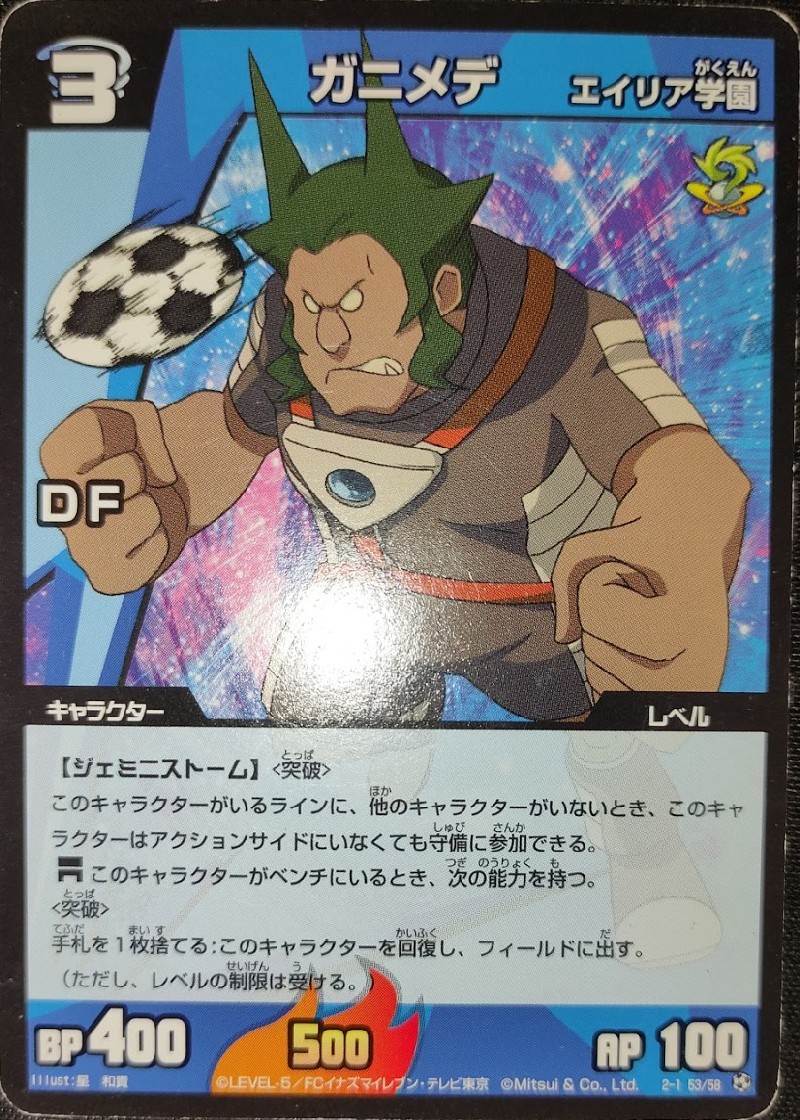 3
ガニメデ
エイリア学園
がくえん
DF
キャラクター
レベル
【ジェミニストーム】<突破>
とっぱ
このキャラクターがいるラインに、他のキャラクターがいないとき、このキャ
ほか
ラクターはアクションサイドにいなくても守備に参加できる。
しゅび さんか
このキャラクターがベンチにいるとき、次の能力を持つ。
つぎ のうりょく も
<突破>
とっぱ
手札を1枚捨てる:このキャラクターを回復し、フィールドに出す。
てふだ まいす かいふく だ
(ただし、レベルの制限は受ける。)
せいげん う
BP400
500
AP 100
Illust:星 和貴
©LEVEL-5/FCイナズマイレブン・テレビ東京 ©Mitsui & Co., Ltd. 2-1 53/58